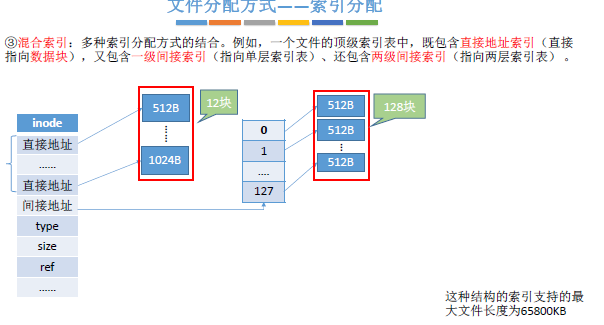 文件分配方式——索引分配
③混合索引：多种索引分配方式的结合。例如，一个文件的顶级索引表中，既包含直接地址索引（直接
指向数据块），又包含一级间接索引（指向单层索引表）、还包含两级间接索引（指向两层索引表）。
inode
直接地址
......
直接地址
间接地址
type
size
ref
......
512B
1024B
12块
0
1
....
127
512B
512B
512B
128块
这种结构的索引支持的最
大文件长度为65800KB